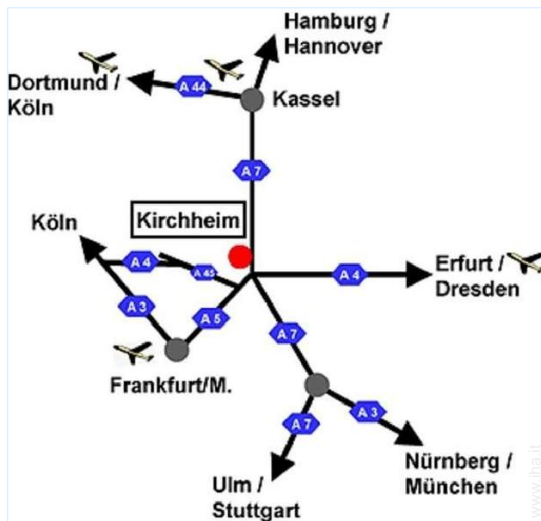 Hamburg /
Hannover
Dortmund /
Köln
A 44
Kassel
A 7
Kirchheim
Köln
A 4
A 45
Erfurt /
Dresden
A 4
A 3
A 5
A 7
Frankfurt/M.
A 7
A 3
Nürnberg /
München
Ulm /
Stuttgart
www.iha.it